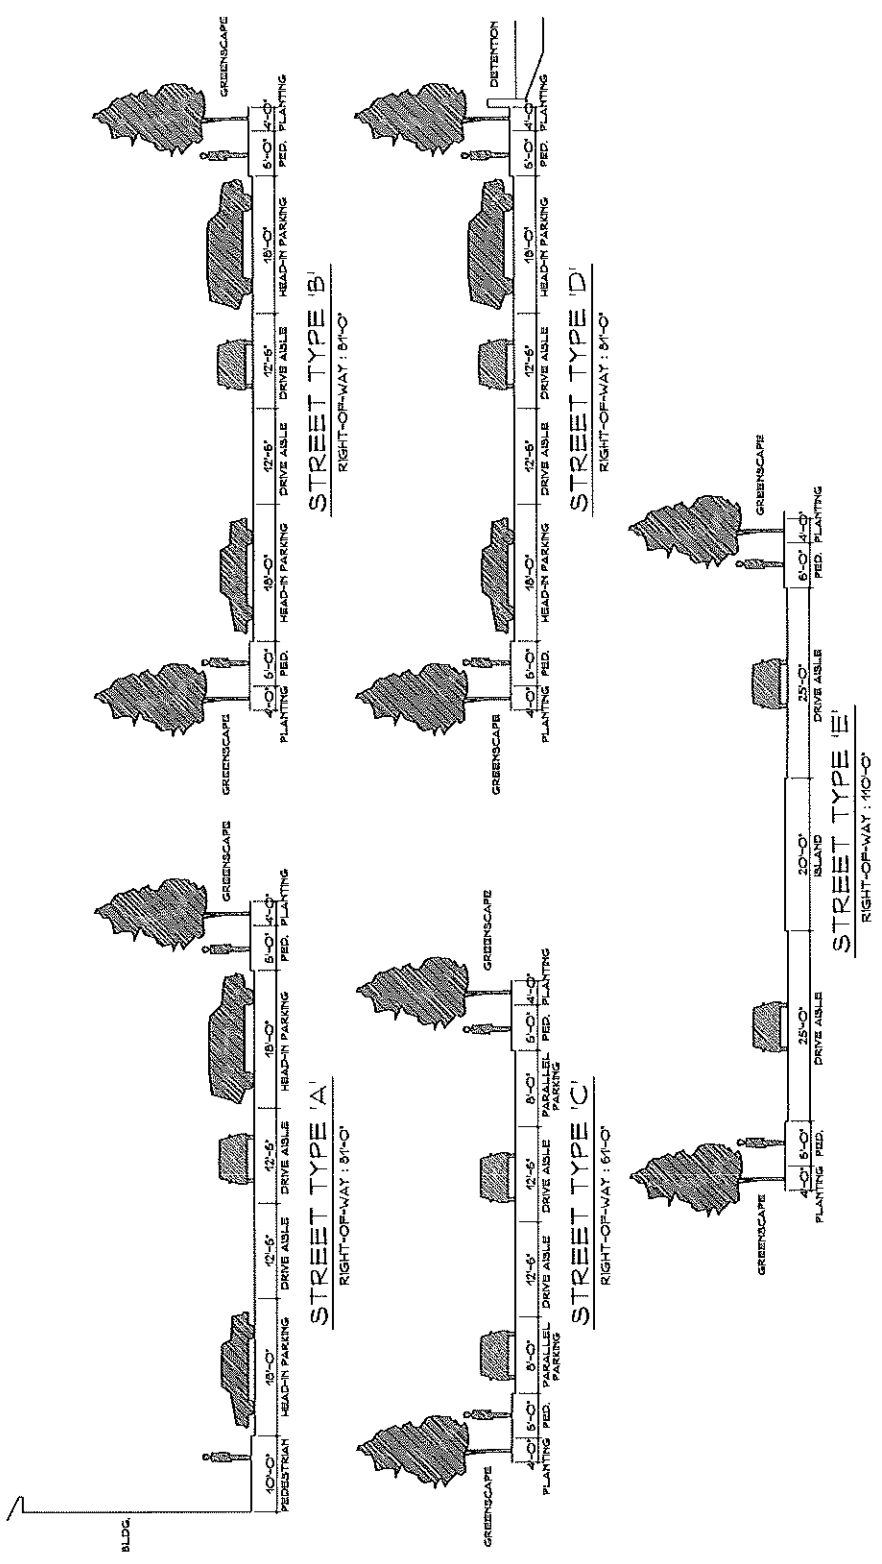 BLDG.
GREENSCAPE
10'-0" 18'-0" 12'-6" 12'-6" 18'-0" 6'-0" 4'-0"
PEDESTRIAN HEAD-IN PARKING DRIVE AISLE DRIVE AISLE HEAD-IN PARKING PED. PLANTING
STREET TYPE 'A'
RIGHT-OF-WAY : 81'-0"
GREENSCAPE
GREENSCAPE
4'-0" 6'-0" 18'-0" 12'-6" 12'-6" 18'-0" 6'-0" 4'-0"
PLANTING PED. HEAD-IN PARKING DRIVE AISLE DRIVE AISLE HEAD-IN PARKING PED. PLANTING
STREET TYPE 'B'
RIGHT-OF-WAY : 81'-0"
GREENSCAPE
GREENSCAPE
4'-0" 6'-0" 8'-0" 12'-6" 12'-6" 8'-0" 6'-0" 4'-0"
PLANTING PED. PARALLEL DRIVE AISLE DRIVE AISLE PARALLEL PED. PLANTING
PARKING PARKING
STREET TYPE 'C'
RIGHT-OF-WAY : 61'-0"
GREENSCAPE
DETENTION
4'-0" 6'-0" 18'-0" 12'-6" 12'-6" 18'-0" 6'-0" 4'-0"
PLANTING PED. HEAD-IN PARKING DRIVE AISLE DRIVE AISLE HEAD-IN PARKING PED. PLANTING
STREET TYPE 'D'
RIGHT-OF-WAY : 81'-0"
GREENSCAPE
GREENSCAPE
4'-0" 6'-0" 25'-0" 20'-0" 25'-0" 6'-0" 4'-0"
PLANTING PED. DRIVE AISLE ISLAND DRIVE AISLE PED. PLANTING
STREET TYPE 'E'
RIGHT-OF-WAY : 110'-0"